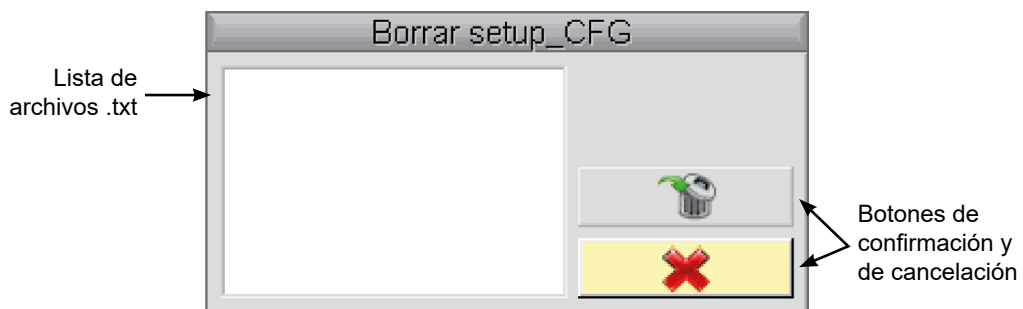 Borrar setup_CFG
Lista de
archivos .txt
Botones de
confirmación y
de cancelación